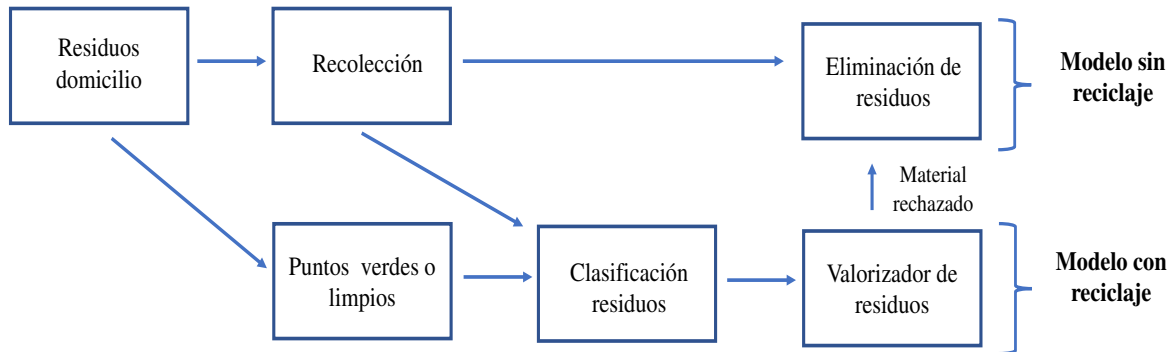 Residuos
domicilio
Recolección
Eliminación de
residuos
Modelo sin
reciclaje
Material
rechazado
Puntos verdes o
limpios
Clasificación
residuos
Valorizador de
residuos
Modelo con
reciclaje